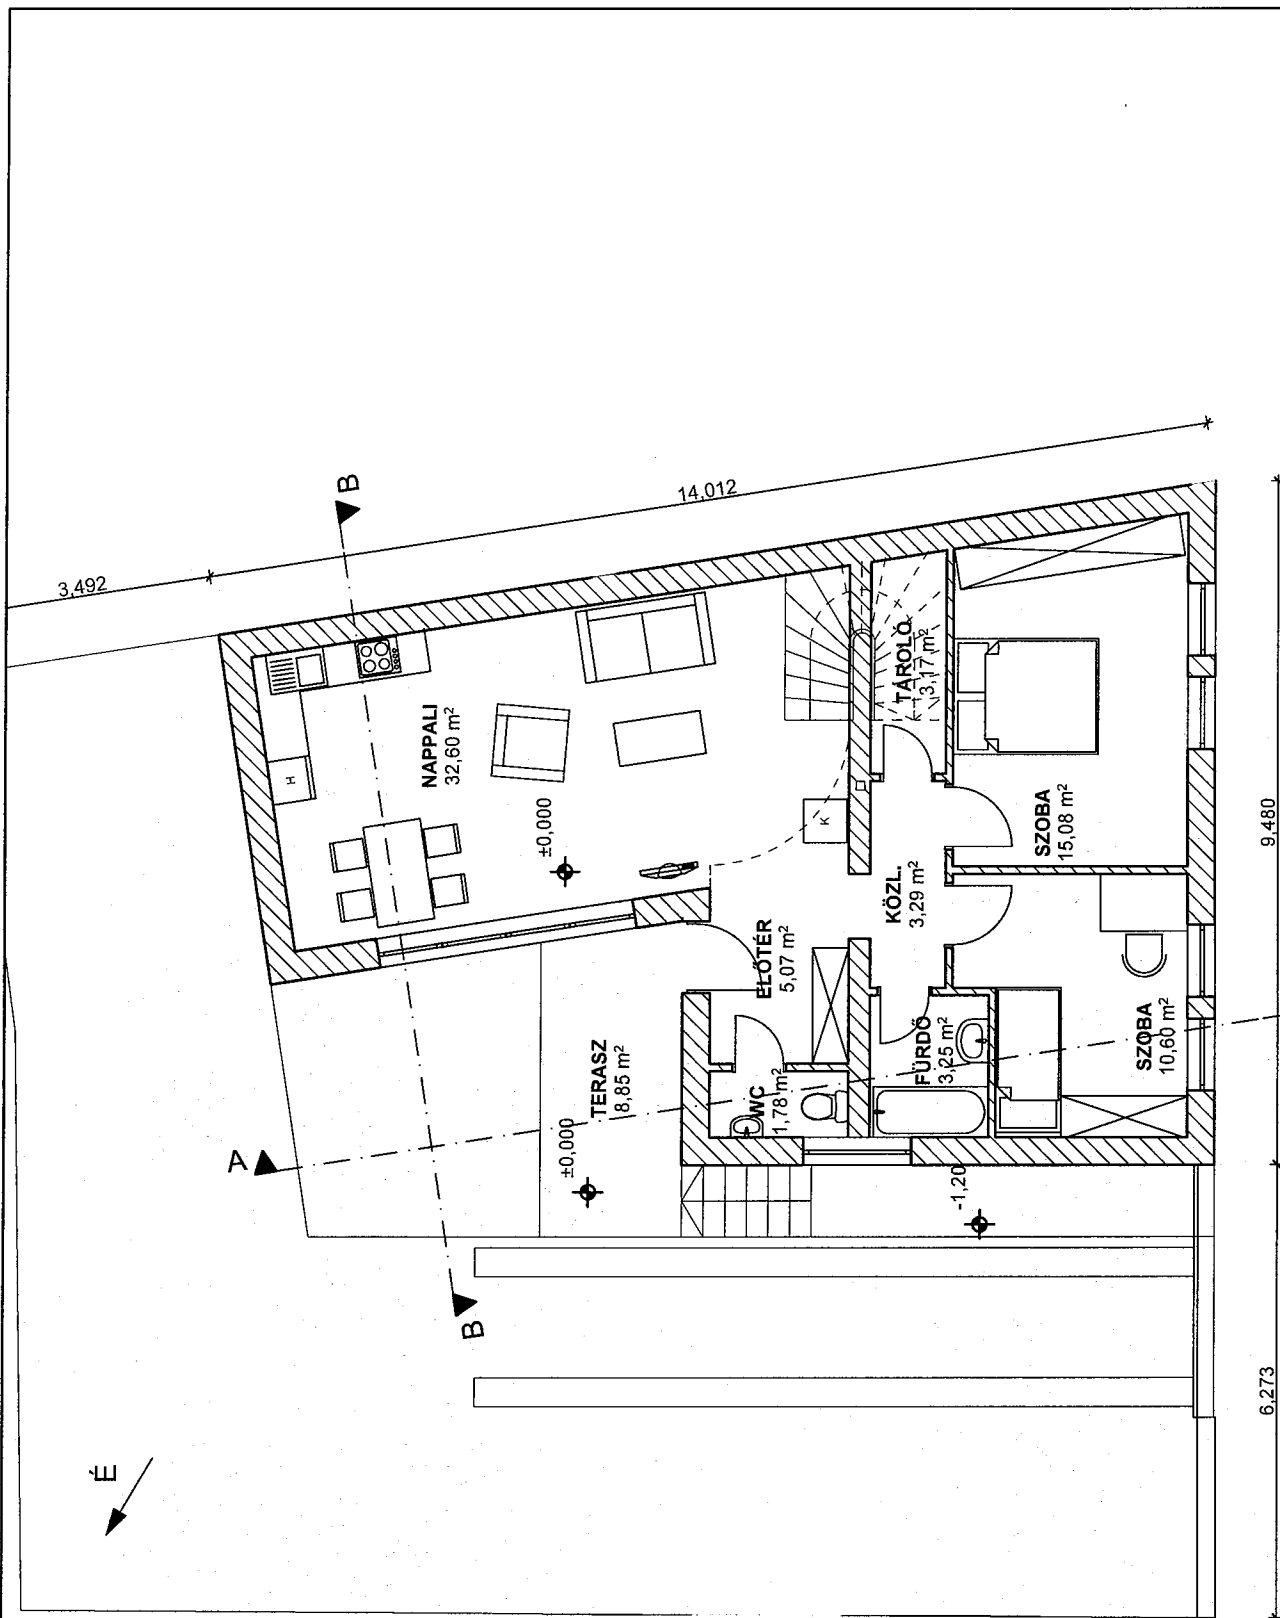 3,492
14,012
B
NAPPALI
32,60 m²
H
±0,000
K
TÁROLÓ
3,17 m²
SZOBA
15,08 m²
KÖZL.
3,29 m²
ELŐTÉR
5,07 m²
9,480
TERASZ
8,85 m²
±0,000
WC
1,78 m²
FÜRDŐ
3,25 m²
SZOBA
10,60 m²
A
-1,20
B
É
6,273